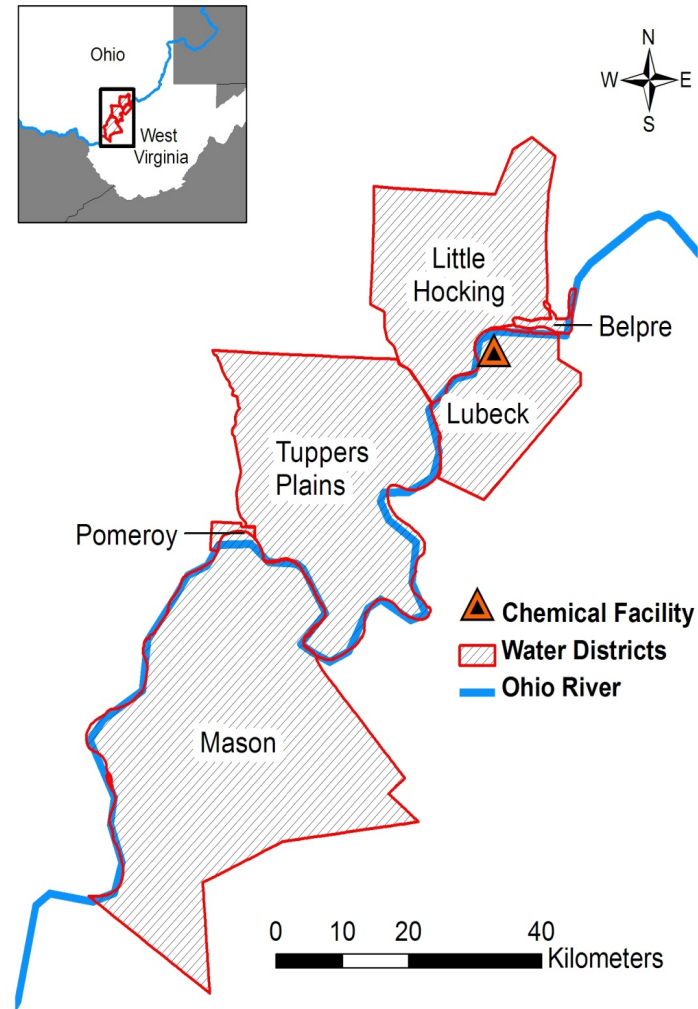 Ohio
West
Virginia
N
W E
S
Little
Hocking
Belpre
Lubeck
Tuppers
Plains
Pomeroy
Chemical Facility
Water Districts
Ohio River
Mason
0 10 20 40
Kilometers